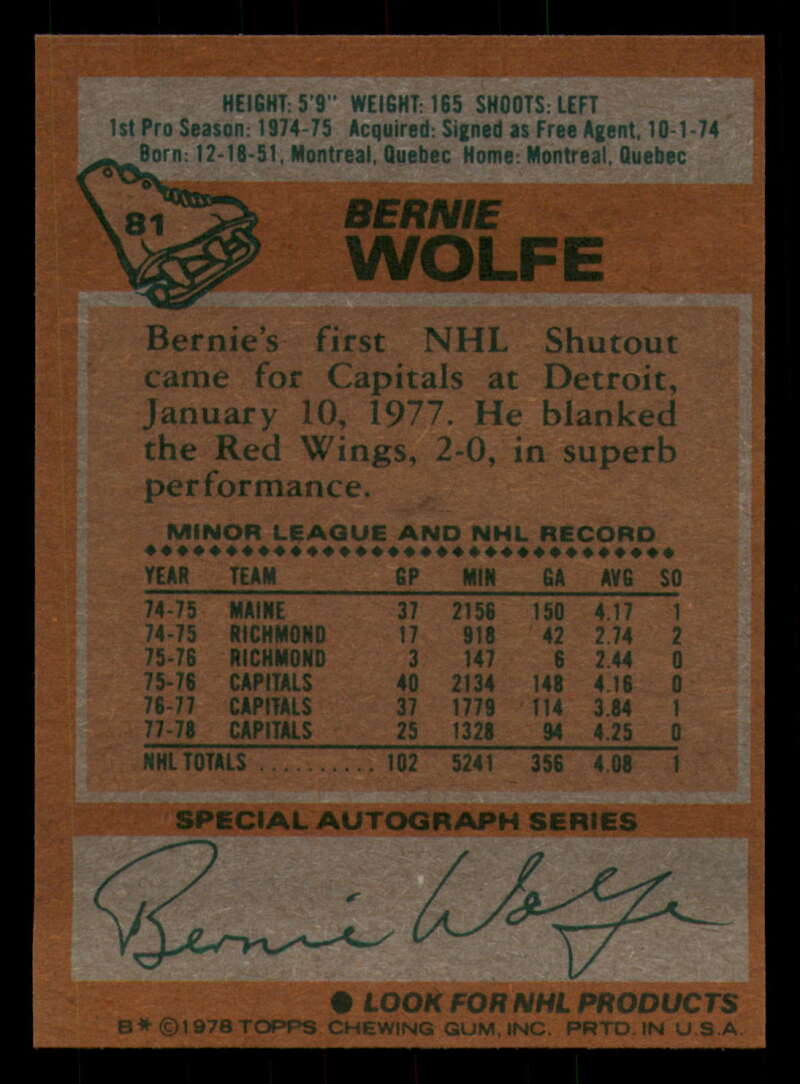 HEIGHT: 5'9" WEIGHT: 165 SHOOTS: LEFT
1st Pro Season: 1974-75 Acquired: Signed as Free Agent, 10-1-74
Born: 12-18-51, Montreal, Quebec Home: Montreal, Quebec
81
BERNIE
WOLFE
Bernie's first NHL Shutout
came for Capitals at Detroit,
January 10, 1977. He blanked
the Red Wings, 2-0, in superb
performance.
MINOR LEAGUE AND NHL RECORD
YEAR TEAM GP MIN GA AVG SO
74-75 MAINE 37 2156 150 4.17 1
74-75 RICHMOND 17 918 42 2.74 2
75-76 RICHMOND 3 147 6 2.44 0
75-76 CAPITALS 40 2134 148 4.16 0
76-77 CAPITALS 37 1779 114 3.84 1
77-78 CAPITALS 25 1328 94 4.25 0
NHL TOTALS .......... 102 5241 356 4.08 1
SPECIAL AUTOGRAPH SERIES
Bernie Wolfe
● LOOK FOR NHL PRODUCTS
B* ©1978 TOPPS CHEWING GUM, INC. PRTD. IN U.S.A.